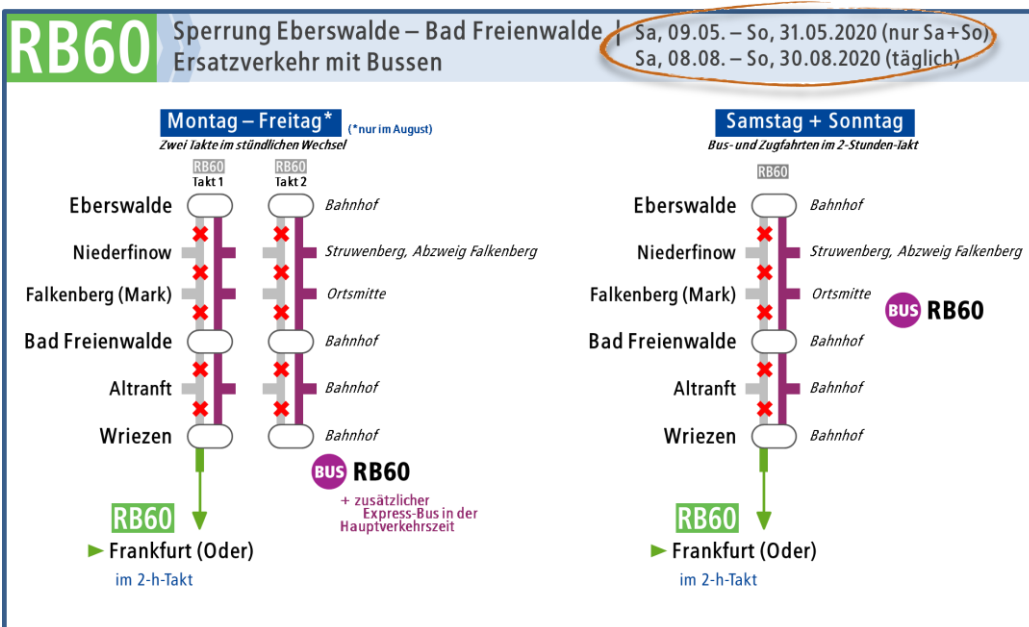 RB60
Sperrung Eberswalde – Bad Freienwalde | Sa, 09.05. – So, 31.05.2020 (nur Sa+So)
Ersatzverkehr mit Bussen
Sa, 08.08. – So, 30.08.2020 (täglich)
Montag – Freitag* (*nur im August)
Zwei Takte im stündlichen Wechsel
RB60 RB60
Takt 1 Takt 2
Eberswalde Bahnhof
Niederfinow Struwenberg, Abzweig Falkenberg
Falkenberg (Mark) Ortsmitte
Bad Freienwalde Bahnhof
Altranft Bahnhof
Wriezen Bahnhof
BUS RB60
+ zusätzlicher
Express-Bus in der
Hauptverkehrszeit
RB60
Frankfurt (Oder)
im 2-h-Takt
Samstag + Sonntag
Bus- und Zugfahrten im 2-Stunden-Takt
RB60
Eberswalde Bahnhof
Niederfinow Struwenberg, Abzweig Falkenberg
Falkenberg (Mark) Ortsmitte
BUS RB60
Bad Freienwalde Bahnhof
Altranft Bahnhof
Wriezen Bahnhof
RB60
Frankfurt (Oder)
im 2-h-Takt